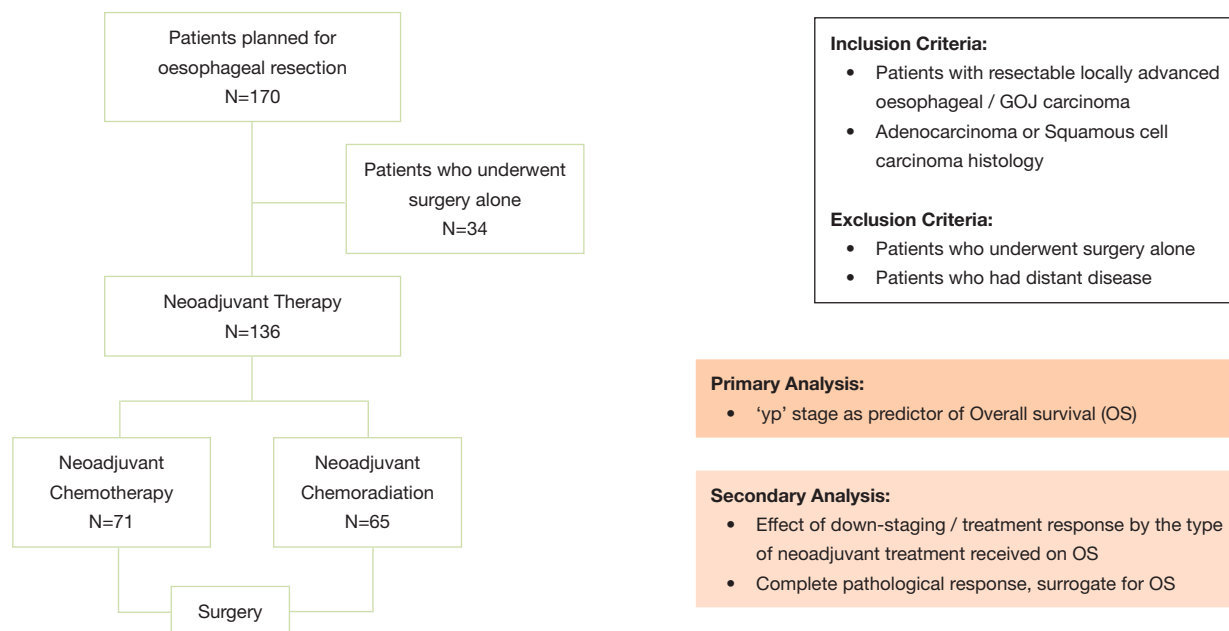 Patients planned for
oesophageal resection
N=170
Patients who underwent
surgery alone
N=34
Neoadjuvant Therapy
N=136
Neoadjuvant
Chemotherapy
N=71
Neoadjuvant
Chemoradiation
N=65
Surgery
Inclusion Criteria:
• Patients with resectable locally advanced
oesophageal / GOJ carcinoma
• Adenocarcinoma or Squamous cell
carcinoma histology
Exclusion Criteria:
• Patients who underwent surgery alone
• Patients who had distant disease
Primary Analysis:
• ‘yp’ stage as predictor of Overall survival (OS)
Secondary Analysis:
• Effect of down-staging / treatment response by the type
of neoadjuvant treatment received on OS
• Complete pathological response, surrogate for OS